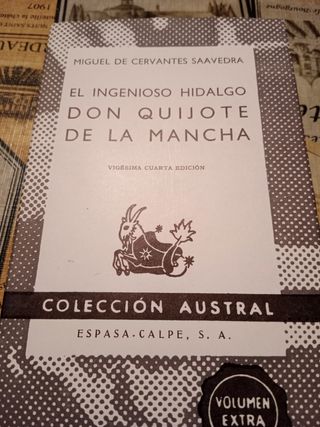 MIGUEL DE CERVANTES SAAVEDRA
EL INGENIOSO HIDALGO
DON QUIJOTE
DE LA MANCHA
VIGÉSIMA CUARTA EDICIÓN
COLECCIÓN AUSTRAL
ESPASA-CALPE, S. A.
VOLUMEN
EXTRA